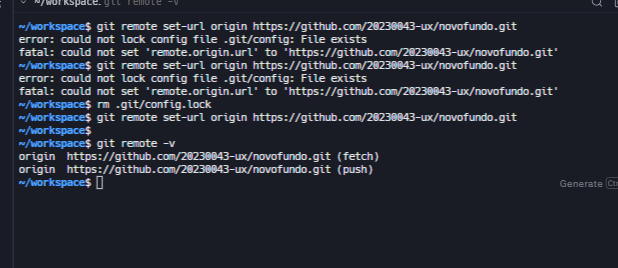 ~/workspace: git remote -v
~/workspace$ git remote set-url origin https://github.com/20230043-ux/novofundo.git
error: could not lock config file .git/config: File exists
fatal: could not set 'remote.origin.url' to 'https://github.com/20230043-ux/novofundo.git'
~/workspace$ git remote set-url origin https://github.com/20230043-ux/novofundo.git
error: could not lock config file .git/config: File exists
fatal: could not set 'remote.origin.url' to 'https://github.com/20230043-ux/novofundo.git'
~/workspace$ rm .git/config.lock
~/workspace$ git remote set-url origin https://github.com/20230043-ux/novofundo.git
~/workspace$
~/workspace$ git remote -v
origin  https://github.com/20230043-ux/novofundo.git (fetch)
origin  https://github.com/20230043-ux/novofundo.git (push)
~/workspace$
Generate